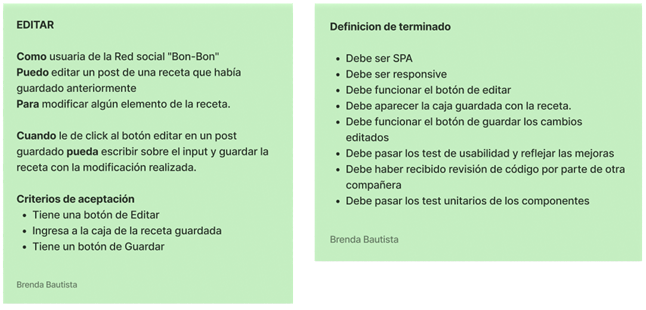 EDITAR
Como usuaria de la Red social "Bon-Bon"
Puedo editar un post de una receta que había
guardado anteriormente
Para modificar algún elemento de la receta.
Cuando le de click al botón editar en un post
guardado pueda escribir sobre el input y guardar la
receta con la modificación realizada.
Criterios de aceptación
• Tiene una botón de Editar
• Ingresa a la caja de la receta guardada
• Tiene un botón de Guardar
Brenda Bautista
Definicion de terminado
• Debe ser SPA
• Debe ser responsive
• Debe funcionar el botón de editar
• Debe aparecer la caja guardada con la receta.
• Debe funcionar el botón de guardar los cambios
editados
• Debe pasar los test de usabilidad y reflejar las mejoras
• Debe haber recibido revisión de código por parte de otra
compañera
• Debe pasar los test unitarios de los componentes
Brenda Bautista